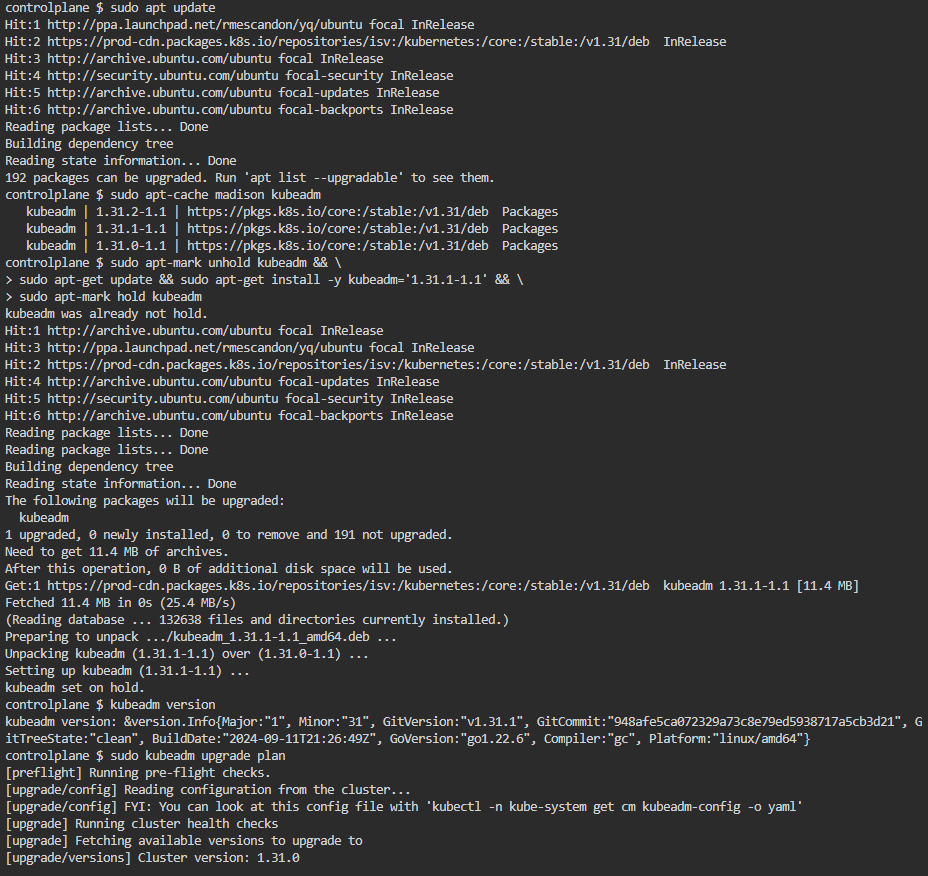 controlplane $ sudo apt update
Hit:1 http://ppa.launchpad.net/rmescandon/yq/ubuntu focal InRelease
Hit:2 https://prod-cdn.packages.k8s.io/repositories/isv:/kubernetes:/core:/stable:/v1.31/deb  InRelease
Hit:3 http://archive.ubuntu.com/ubuntu focal InRelease
Hit:4 http://security.ubuntu.com/ubuntu focal-security InRelease
Hit:5 http://archive.ubuntu.com/ubuntu focal-updates InRelease
Hit:6 http://archive.ubuntu.com/ubuntu focal-backports InRelease
Reading package lists... Done
Building dependency tree
Reading state information... Done
192 packages can be upgraded. Run 'apt list --upgradable' to see them.
controlplane $ sudo apt-cache madison kubeadm
   kubeadm | 1.31.2-1.1 | https://pkgs.k8s.io/core:/stable:/v1.31/deb  Packages
   kubeadm | 1.31.1-1.1 | https://pkgs.k8s.io/core:/stable:/v1.31/deb  Packages
   kubeadm | 1.31.0-1.1 | https://pkgs.k8s.io/core:/stable:/v1.31/deb  Packages
controlplane $ sudo apt-mark unhold kubeadm && \
> sudo apt-get update && sudo apt-get install -y kubeadm='1.31.1-1.1' && \
> sudo apt-mark hold kubeadm
kubeadm was already not hold.
Hit:1 http://archive.ubuntu.com/ubuntu focal InRelease
Hit:3 http://ppa.launchpad.net/rmescandon/yq/ubuntu focal InRelease
Hit:2 https://prod-cdn.packages.k8s.io/repositories/isv:/kubernetes:/core:/stable:/v1.31/deb  InRelease
Hit:4 http://archive.ubuntu.com/ubuntu focal-updates InRelease
Hit:5 http://security.ubuntu.com/ubuntu focal-security InRelease
Hit:6 http://archive.ubuntu.com/ubuntu focal-backports InRelease
Reading package lists... Done
Reading package lists... Done
Building dependency tree
Reading state information... Done
The following packages will be upgraded:
  kubeadm
1 upgraded, 0 newly installed, 0 to remove and 191 not upgraded.
Need to get 11.4 MB of archives.
After this operation, 0 B of additional disk space will be used.
Get:1 https://prod-cdn.packages.k8s.io/repositories/isv:/kubernetes:/core:/stable:/v1.31/deb  kubeadm 1.31.1-1.1 [11.4 MB]
Fetched 11.4 MB in 0s (25.4 MB/s)
(Reading database ... 132638 files and directories currently installed.)
Preparing to unpack .../kubeadm_1.31.1-1.1_amd64.deb ...
Unpacking kubeadm (1.31.1-1.1) over (1.31.0-1.1) ...
Setting up kubeadm (1.31.1-1.1) ...
kubeadm set on hold.
controlplane $ kubeadm version
kubeadm version: &version.Info{Major:"1", Minor:"31", GitVersion:"v1.31.1", GitCommit:"948afe5ca072329a73c8e79ed5938717a5cb3d21", G
itTreeState:"clean", BuildDate:"2024-09-11T21:26:49Z", GoVersion:"go1.22.6", Compiler:"gc", Platform:"linux/amd64"}
controlplane $ sudo kubeadm upgrade plan
[preflight] Running pre-flight checks.
[upgrade/config] Reading configuration from the cluster...
[upgrade/config] FYI: You can look at this config file with 'kubectl -n kube-system get cm kubeadm-config -o yaml'
[upgrade] Running cluster health checks
[upgrade] Fetching available versions to upgrade to
[upgrade/versions] Cluster version: 1.31.0